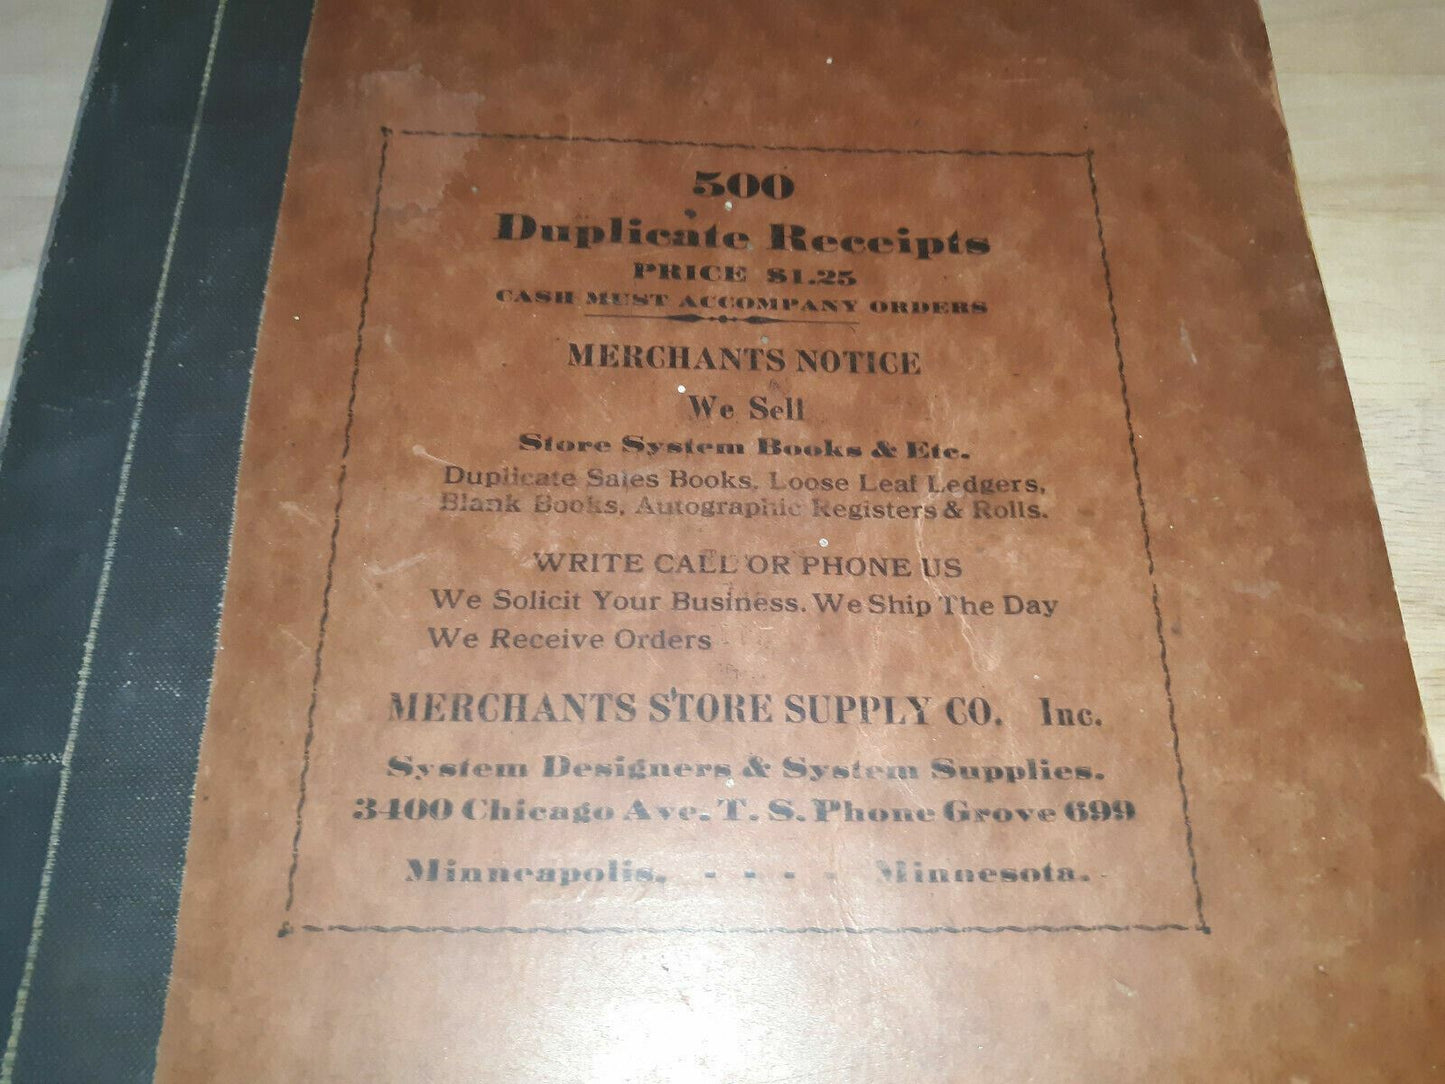 500
Duplicate Receipts
PRICE $1.25
CASH MUST ACCOMPANY ORDERS
MERCHANTS NOTICE
We Sell
Store System Books & Etc.
Duplicate Sales Books, Loose Leaf Ledgers,
Blank Books, Autographic Registers & Rolls.
WRITE CALL OR PHONE US
We Solicit Your Business. We Ship The Day
We Receive Orders
MERCHANTS STORE SUPPLY CO. Inc.
System Designers & System Supplies.
3400 Chicago Ave. T. S. Phone Grove 699
Minneapolis, - - - - Minnesota.